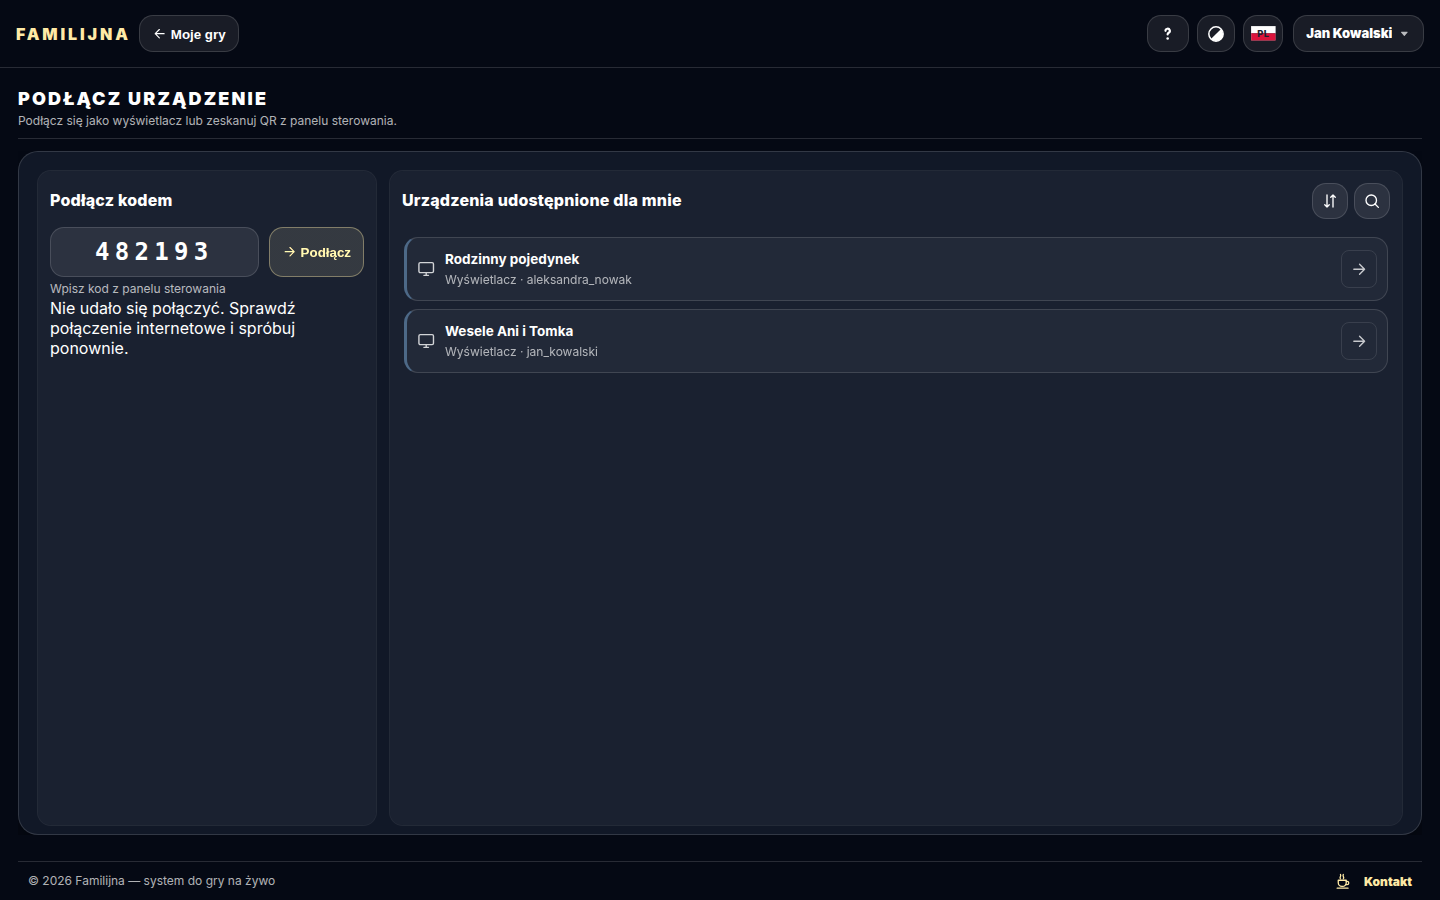 FAMILIJNA
← Moje gry
?
PL
Jan Kowalski
PODŁĄCZ URZĄDZENIE
Podłącz się jako wyświetlacz lub zeskanuj QR z panelu sterowania.
Podłącz kodem
482193
→ Podłącz
Wpisz kod z panelu sterowania
Nie udało się połączyć. Sprawdź
połączenie internetowe i spróbuj
ponownie.
Urządzenia udostępnione dla mnie
Rodzinny pojedynek
Wyświetlacz · aleksandra_nowak
Wesele Ani i Tomka
Wyświetlacz · jan_kowalski
© 2026 Familijna — system do gry na żywo
Kontakt